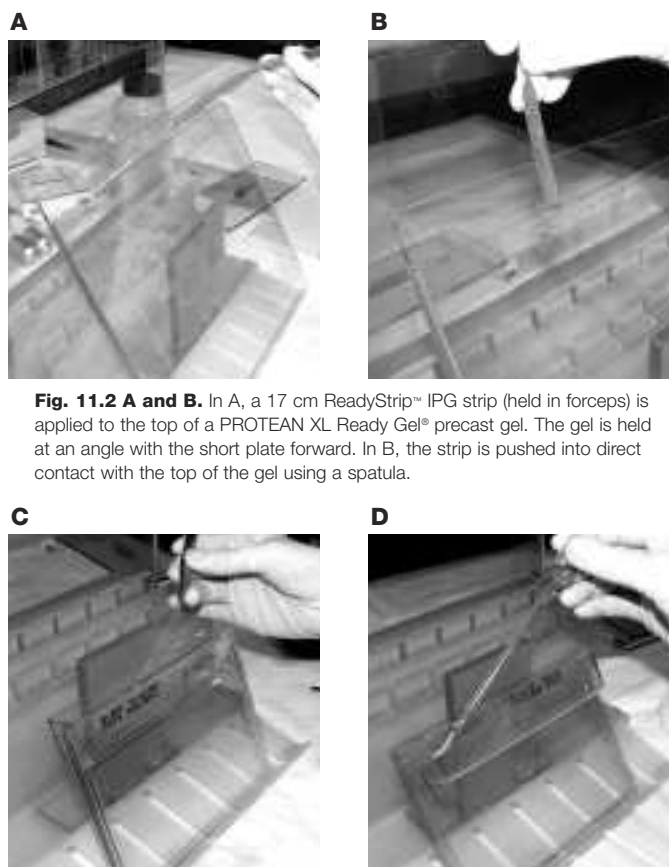 A
B
Fig. 11.2 A and B. In A, a 17 cm ReadyStrip™ IPG strip (held in forceps) is
applied to the top of a PROTEAN XL Ready Gel® precast gel. The gel is held
at an angle with the short plate forward. In B, the strip is pushed into direct
contact with the top of the gel using a spatula.
C
D